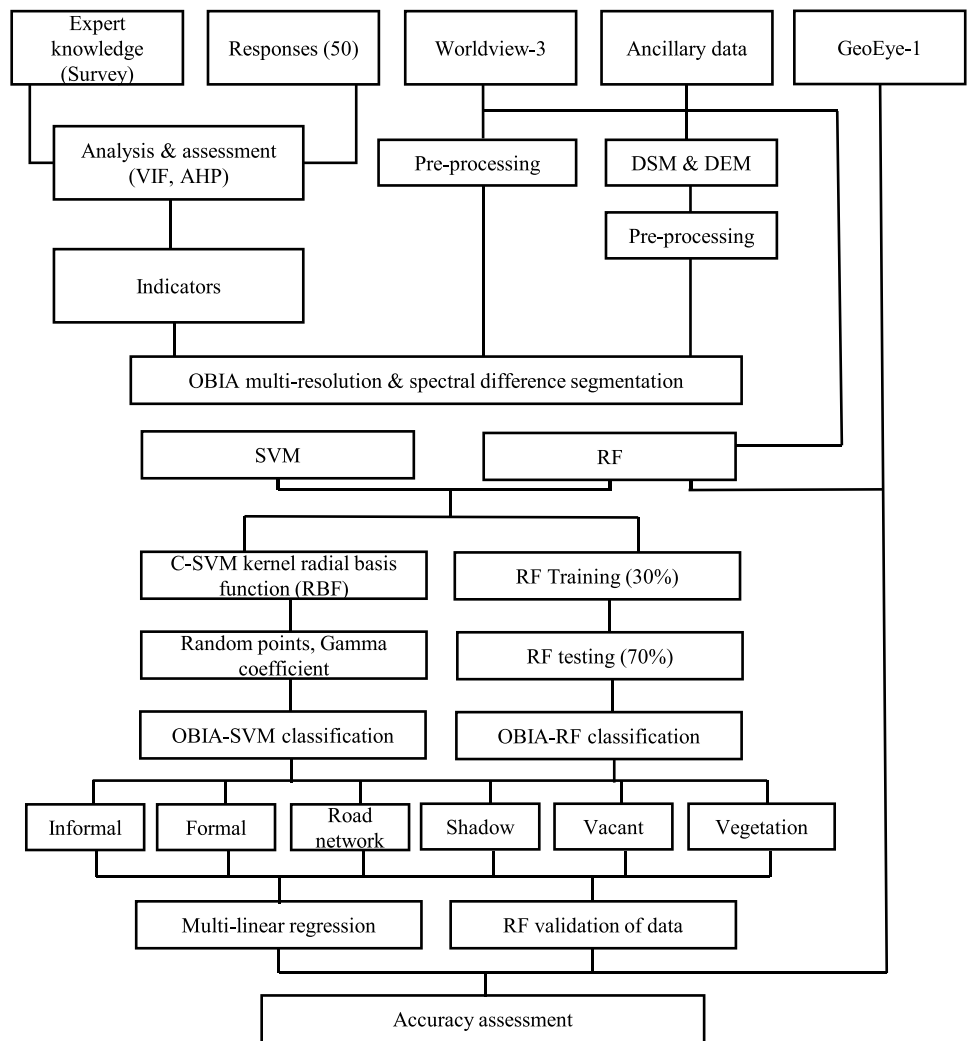 Expert
knowledge
(Survey)
Responses (50)
Worldview-3
Ancillary data
GeoEye-1
Analysis & assessment
(VIF, AHP)
Pre-processing
DSM & DEM
Pre-processing
Indicators
OBIA multi-resolution & spectral difference segmentation
SVM
RF
C-SVM kernel radial basis
function (RBF)
RF Training (30%)
Random points, Gamma
coefficient
RF testing (70%)
OBIA-SVM classification
OBIA-RF classification
Informal
Formal
Road
network
Shadow
Vacant
Vegetation
Multi-linear regression
RF validation of data
Accuracy assessment